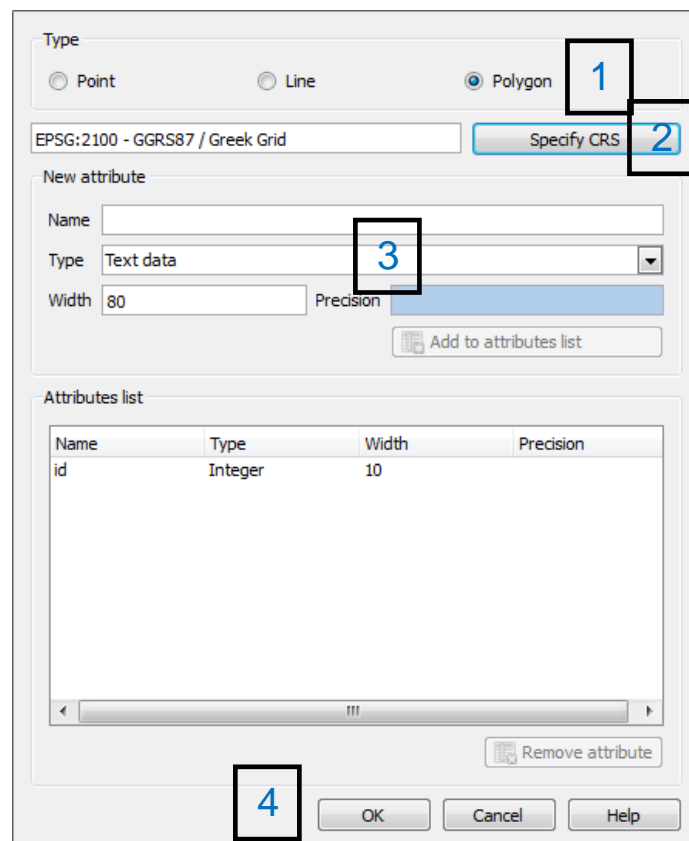 Type
Point Line Polygon 1
EPSG:2100 - GGRS87 / Greek Grid Specify CRS 2
New attribute
Name
Type Text data 3
Width 80 Precision
Add to attributes list
Attributes list
Name Type Width Precision
id Integer 10
Remove attribute
4 OK Cancel Help